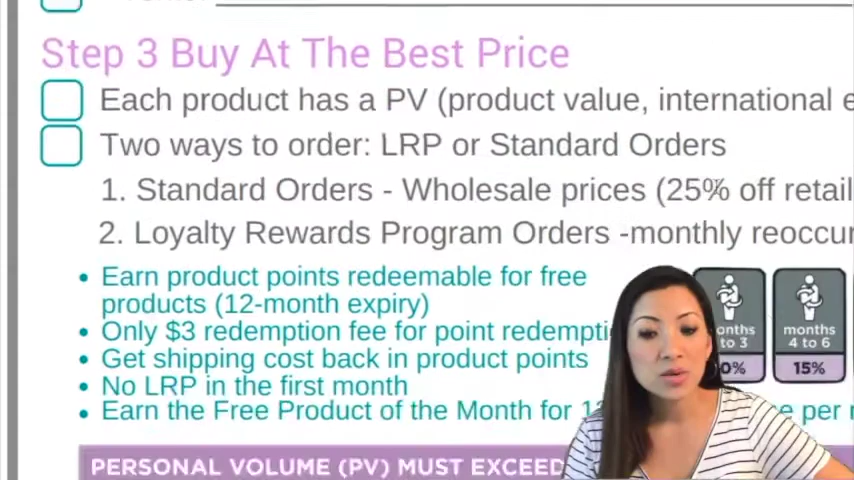 Step 3 Buy At The Best Price
Each product has a PV (product value, international
Two ways to order: LRP or Standard Orders
1. Standard Orders - Wholesale prices (25% off retail
2. Loyalty Rewards Program Orders -monthly
Earn product points redeemable for free
products (12-month expiry)
Only $3 redemption fee for point
Get shipping cost back in product points
No LRP in the first month
Earn the Free Product of the Month for
per
months
to 3
months
4 to 6
15%
PERSONAL VOLUME (PV) MUST EXCEED